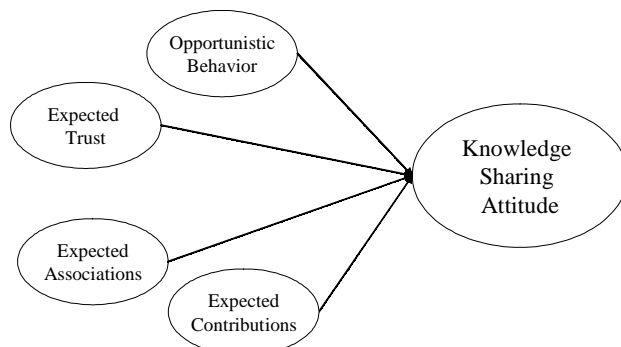 Opportunistic
Behavior
Expected
Trust
Knowledge
Sharing
Attitude
Expected
Associations
Expected
Contributions